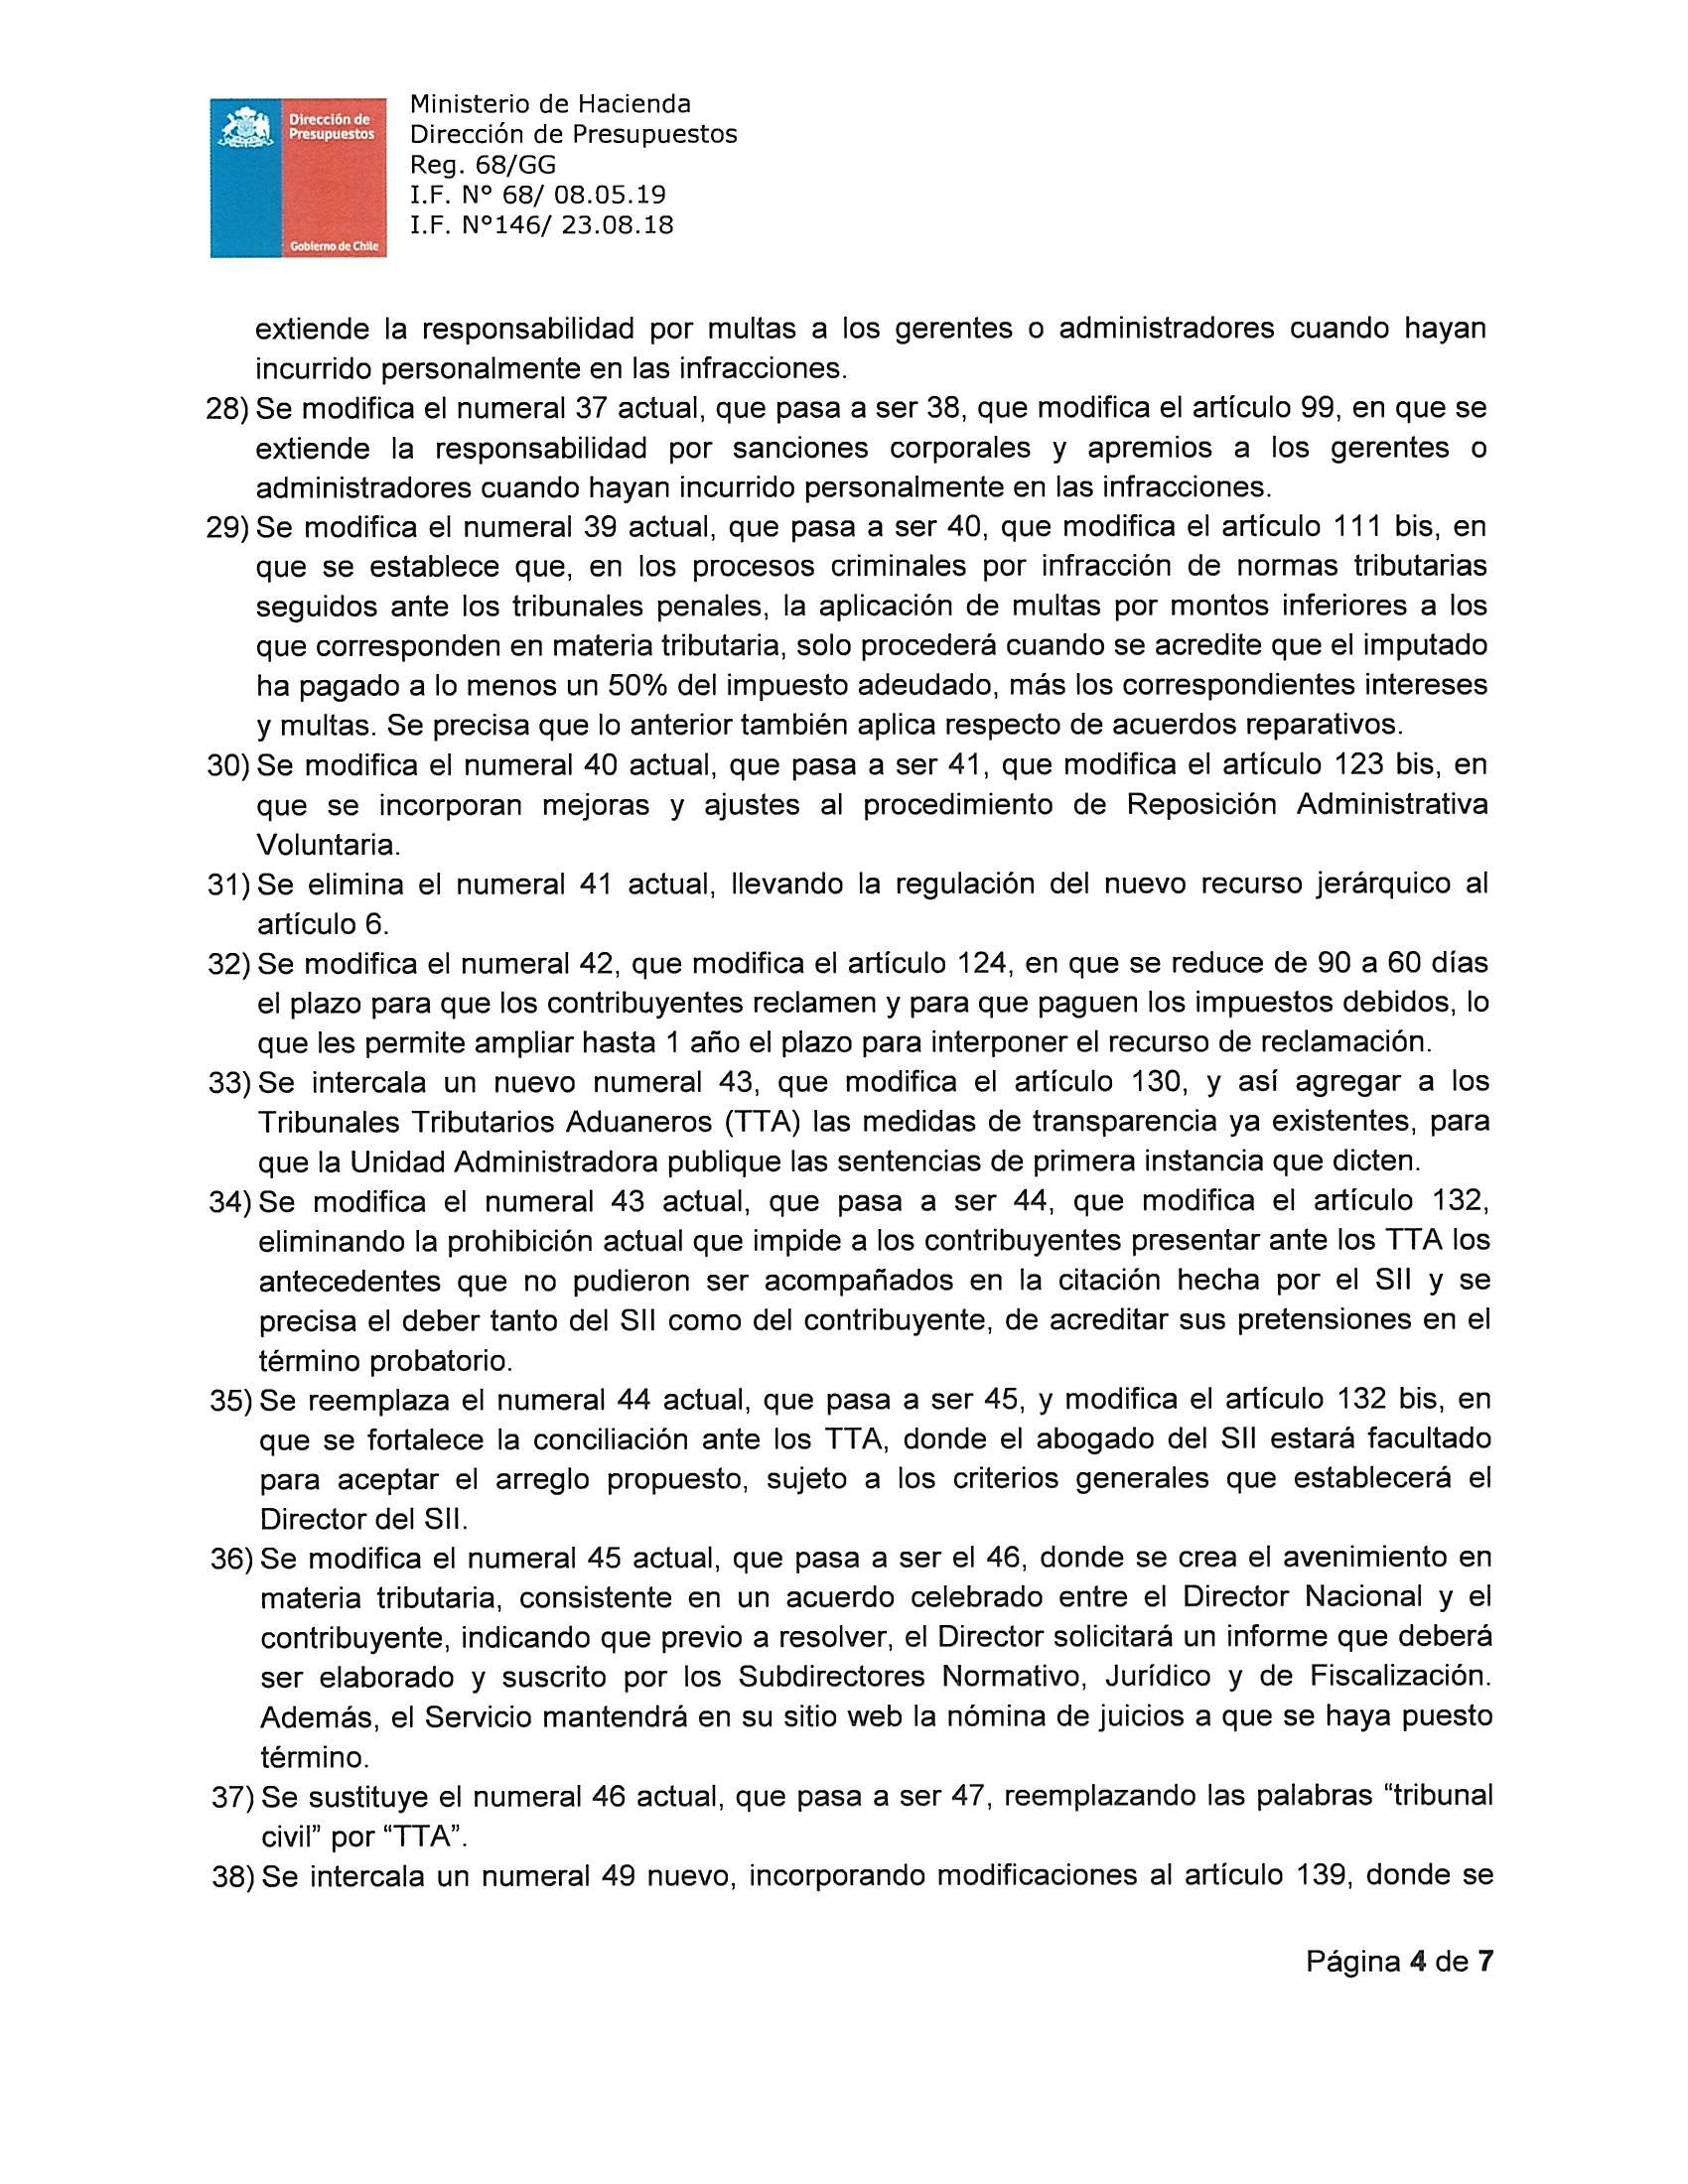 Dirección de
Presupuestos
Gobierno de Chile
Ministerio de Hacienda
Dirección de Presupuestos
Reg. 68/GG
I.F. N° 68/ 08.05.19
I.F. N°146/ 23.08.18
extiende la responsabilidad por multas a los gerentes o administradores cuando hayan
incurrido personalmente en las infracciones.
28) Se modifica el numeral 37 actual, que pasa a ser 38, que modifica el artículo 99, en que se
extiende la responsabilidad por sanciones corporales y apremios a los gerentes o
administradores cuando hayan incurrido personalmente en las infracciones.
29) Se modifica el numeral 39 actual, que pasa a ser 40, que modifica el artículo 111 bis, en
que se establece que, en los procesos criminales por infracción de normas tributarias
seguidos ante los tribunales penales, la aplicación de multas por montos inferiores a los
que corresponden en materia tributaria, solo procederá cuando se acredite que el imputado
ha pagado a lo menos un 50% del impuesto adeudado, más los correspondientes intereses
y multas. Se precisa que lo anterior también aplica respecto de acuerdos reparativos.
30) Se modifica el numeral 40 actual, que pasa a ser 41, que modifica el artículo 123 bis, en
que se incorporan mejoras y ajustes al procedimiento de Reposición Administrativa
Voluntaria.
31) Se elimina el numeral 41 actual, llevando la regulación del nuevo recurso jerárquico al
artículo 6.
32) Se modifica el numeral 42, que modifica el artículo 124, en que se reduce de 90 a 60 días
el plazo para que los contribuyentes reclamen y para que paguen los impuestos debidos, lo
que les permite ampliar hasta 1 año el plazo para interponer el recurso de reclamación.
33) Se intercala un nuevo numeral 43, que modifica el artículo 130, y así agregar a los
Tribunales Tributarios Aduaneros (TTA) las medidas de transparencia ya existentes, para
que la Unidad Administradora publique las sentencias de primera instancia que dicten.
34) Se modifica el numeral 43 actual, que pasa a ser 44, que modifica el artículo 132,
eliminando la prohibición actual que impide a los contribuyentes presentar ante los TTA los
antecedentes que no pudieron ser acompañados en la citación hecha por el SII y se
precisa el deber tanto del SII como del contribuyente, de acreditar sus pretensiones en el
término probatorio.
35) Se reemplaza el numeral 44 actual, que pasa a ser 45, y modifica el artículo 132 bis, en
que se fortalece la conciliación ante los TTA, donde el abogado del SII estará facultado
para aceptar el arreglo propuesto, sujeto a los criterios generales que establecerá el
Director del SII.
36) Se modifica el numeral 45 actual, que pasa a ser el 46, donde se crea el avenimiento en
materia tributaria, consistente en un acuerdo celebrado entre el Director Nacional y el
contribuyente, indicando que previo a resolver, el Director solicitará un informe que deberá
ser elaborado y suscrito por los Subdirectores Normativo, Jurídico y de Fiscalización.
Además, el Servicio mantendrá en su sitio web la nómina de juicios a que se haya puesto
término.
37) Se sustituye el numeral 46 actual, que pasa a ser 47, reemplazando las palabras “tribunal
civil” por “TTA”.
38) Se intercala un numeral 49 nuevo, incorporando modificaciones al artículo 139, donde se
Página 4 de 7